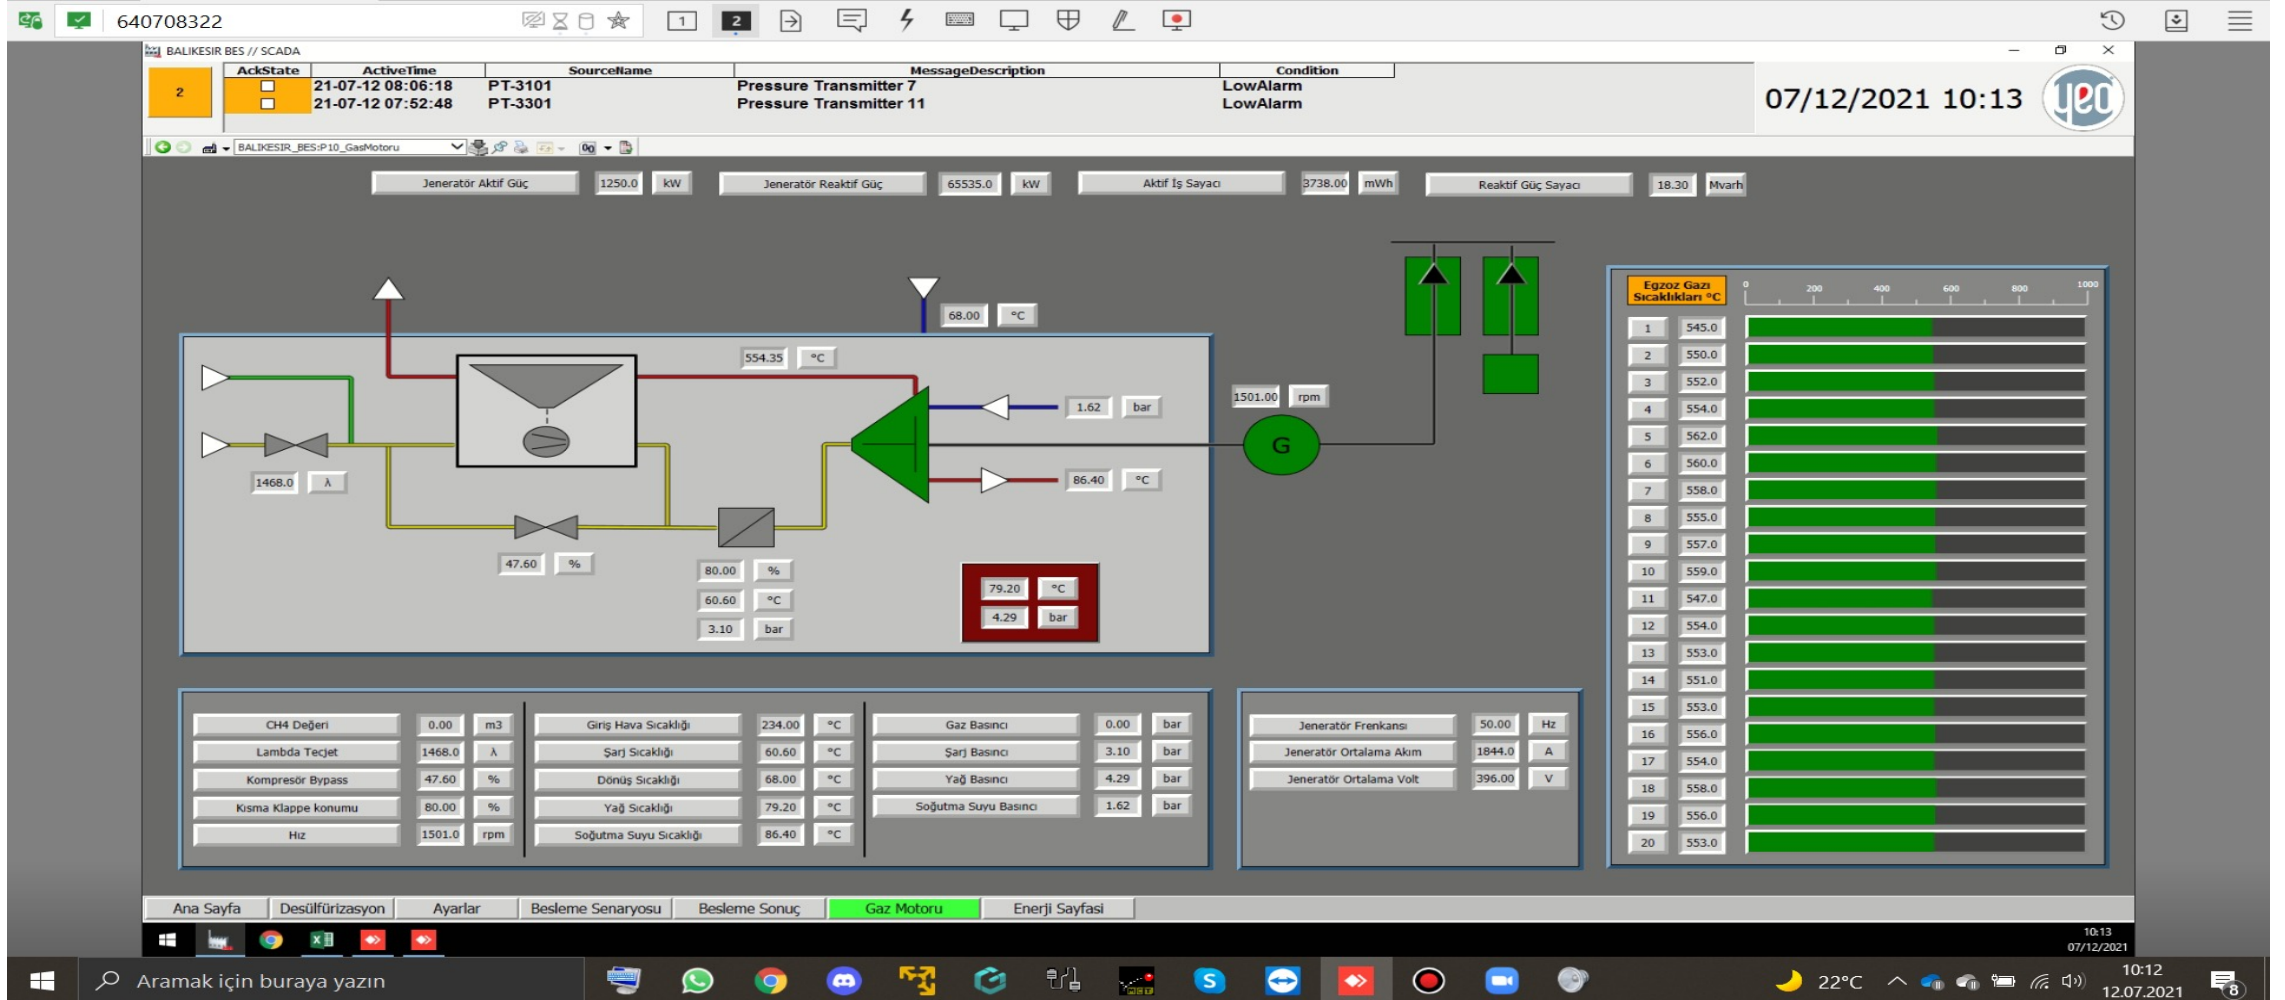 640708322
1 2
BALIKESIR BES // SCADA
2
AckState ActiveTime SourceName MessageDescription Condition
21-07-12 08:06:18 PT-3101 Pressure Transmitter 7 LowAlarm
21-07-12 07:52:48 PT-3301 Pressure Transmitter 11 LowAlarm
07/12/2021 10:13
yeo
BALIKESIR_BES:P10_GasMotoru
Jeneratör Aktif Güç 1250.0 kW
Jeneratör Reaktif Güç 65535.0 kW
Aktif İş Sayacı 3738.00 mWh
Reaktif Güç Sayacı 18.30 Mvarh
68.00 °C
554.35 °C
1.62 bar
1501.00 rpm
G
1468.0 λ
86.40 °C
47.60 %
80.00 %
60.60 °C
3.10 bar
79.20 °C
4.29 bar
Egzoz Gazı
Sıcaklıkları °C
0 200 400 600 800 1000
1 545.0
2 550.0
3 552.0
4 554.0
5 562.0
6 560.0
7 558.0
8 555.0
9 557.0
10 559.0
11 547.0
12 554.0
13 553.0
14 551.0
15 553.0
16 556.0
17 554.0
18 558.0
19 556.0
20 553.0
CH4 Değeri 0.00 m3
Lambda Tecjet 1468.0 λ
Kompresör Bypass 47.60 %
Kısma Klappe konumu 80.00 %
Hız 1501.0 rpm
Giriş Hava Sıcaklığı 234.00 °C
Şarj Sıcaklığı 60.60 °C
Dönüş Sıcaklığı 68.00 °C
Yağ Sıcaklığı 79.20 °C
Soğutma Suyu Sıcaklığı 86.40 °C
Gaz Basıncı 0.00 bar
Şarj Basıncı 3.10 bar
Yağ Basıncı 4.29 bar
Soğutma Suyu Basıncı 1.62 bar
Jeneratör Frenkansı 50.00 Hz
Jeneratör Ortalama Akım 1844.0 A
Jeneratör Ortalama Volt 396.00 V
Ana Sayfa Desülfürizasyon Ayarlar Besleme Senaryosu Besleme Sonuç Gaz Motoru Enerji Sayfasi
10:13
07/12/2021
Aramak için buraya yazın
22°C
10:12
12.07.2021
8